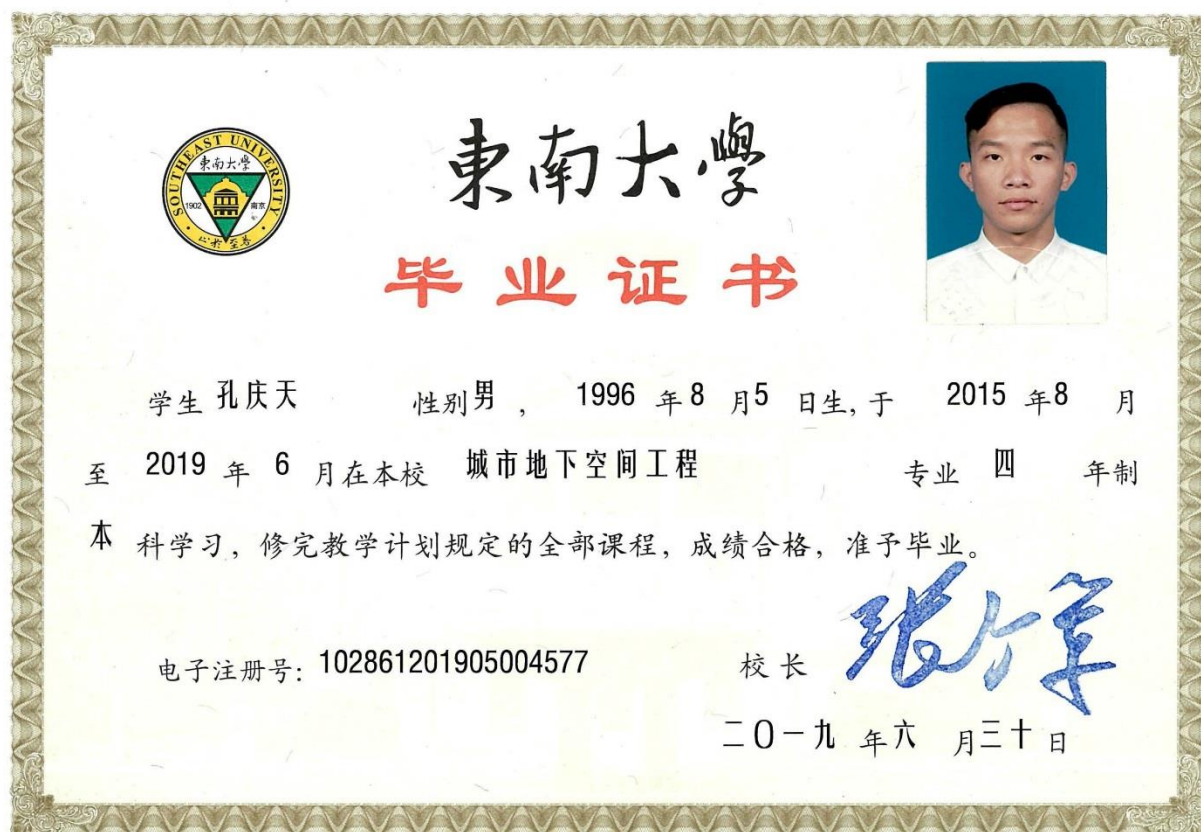 SOUTHEAST UNIVERSITY
東南大學
1902 南京
止於至善
東南大學
毕业证书
学生 孔庆天 性别 男 , 1996 年 8 月 5 日生, 于 2015 年 8 月
至 2019 年 6 月在本校 城市地下空间工程 专业 四 年制
本 科学习, 修完教学计划规定的全部课程, 成绩合格, 准予毕业。
电子注册号: 102861201905004577 校长
二〇一九 年 六 月 三十 日